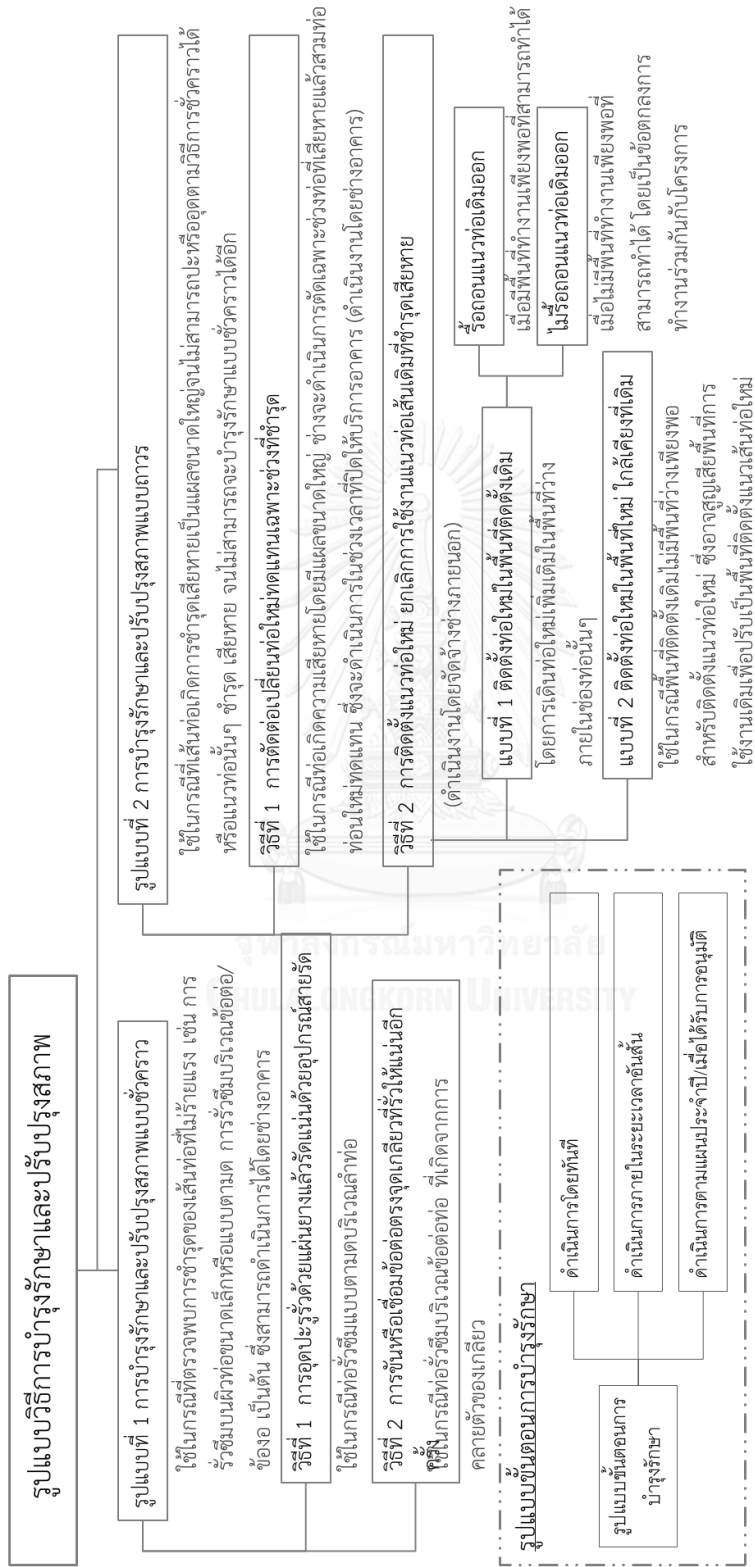 รูปแบบวิธีการบำรุงรักษาและปรับปรุงสภาพ
รูปแบบที่ 1 การบำรุงรักษาและปรับปรุงสภาพแบบชั่วคราว
ใช้ในกรณีที่ตรวจพบการชำรุดของเส้นท่อที่ไม่ร้ายแรง เช่น การ
รั่วซึมบนผิวท่อขนาดเล็กหรือแบบตามด การรั่วซึมบริเวณข้อต่อ/
ข้องอ เป็นต้น ซึ่งสามารถดำเนินการได้โดยช่างอาคาร
วิธีที่ 1 การอุดปะรูรั่วด้วยแผ่นยางแล้วรัดแน่นด้วยอุปกรณ์สายรัด
ใช้ในกรณีท่อรั่วซึมแบบตามดบริเวณลำท่อ
วิธีที่ 2 การขันหรือเชื่อมข้อต่อตรงจุดเกลียวที่รั่วให้แน่นอีก
ครั้ง
ใช้ในกรณีท่อรั่วซึมบริเวณข้อต่อท่อ ที่เกิดจากการ
คลายตัวของเกลียว
รูปแบบที่ 2 การบำรุงรักษาและปรับปรุงสภาพแบบถาวร
ใช้ในกรณีที่เส้นท่อเกิดการชำรุดเสียหายเป็นแผลขนาดใหญ่จนไม่สามารถปะหรืออุดตามวิธีการชั่วคราวได้
หรือแนวท่อนั้นๆ ชำรุด เสียหาย จนไม่สามารถจะบำรุงรักษาแบบชั่วคราวได้อีก
วิธีที่ 1 การตัดต่อเปลี่ยนท่อใหม่ทดแทนเฉพาะช่วงที่ชำรุด
ใช้ในกรณีท่อเกิดความเสียหายโดยมีแผลขนาดใหญ่ ช่างจะดำเนินการตัดเฉพาะช่วงท่อที่เสียหายแล้วสวมท่อ
ท่อนใหม่ทดแทน ซึ่งจะดำเนินการในช่วงเวลาที่ปิดให้บริการอาคาร (ดำเนินงานโดยช่างอาคาร)
วิธีที่ 2 การติดตั้งแนวท่อใหม่ ยกเลิกการใช้งานแนวท่อเส้นเดิมที่ชำรุดเสียหาย
(ดำเนินงานโดยจัดจ้างช่างภายนอก)
แบบที่ 1 ติดตั้งท่อใหม่ในพื้นที่ติดตั้งเดิม
โดยการเดินท่อใหม่เพิ่มเติมในพื้นที่ว่าง
ภายในช่องท่อนั้นๆ
รื้อถอนแนวท่อเดิมออก
เมื่อมีพื้นที่ทำงานเพียงพอที่สามารถทำได้
ไม่รื้อถอนแนวท่อเดิมออก
เมื่อไม่มีพื้นที่ทำงานเพียงพอที่
สามารถทำได้ โดยเป็นข้อตกลงการ
ทำงานร่วมกันกับโครงการ
แบบที่ 2 ติดตั้งท่อใหม่ในพื้นที่ใหม่ ใกล้เคียงที่เดิม
ใช้ในกรณีพื้นที่ติดตั้งเดิมไม่มีพื้นที่ว่างเพียงพอ
สำหรับติดตั้งแนวท่อใหม่ ซึ่งอาจสูญเสียพื้นที่การ
ใช้งานเดิมเพื่อปรับเป็นพื้นที่ติดตั้งแนวเส้นท่อใหม่
รูปแบบขั้นตอนการบำรุงรักษา
รูปแบบขั้นตอนการ
บำรุงรักษา
ดำเนินการโดยทันที
ดำเนินการภายในระยะเวลาอันสั้น
ดำเนินการตามแผนประจำปี/เมื่อได้รับการอนุมัติ
จุฬาลงกรณ์มหาวิทยาลัย
CHULALONGKORN UNIVERSITY